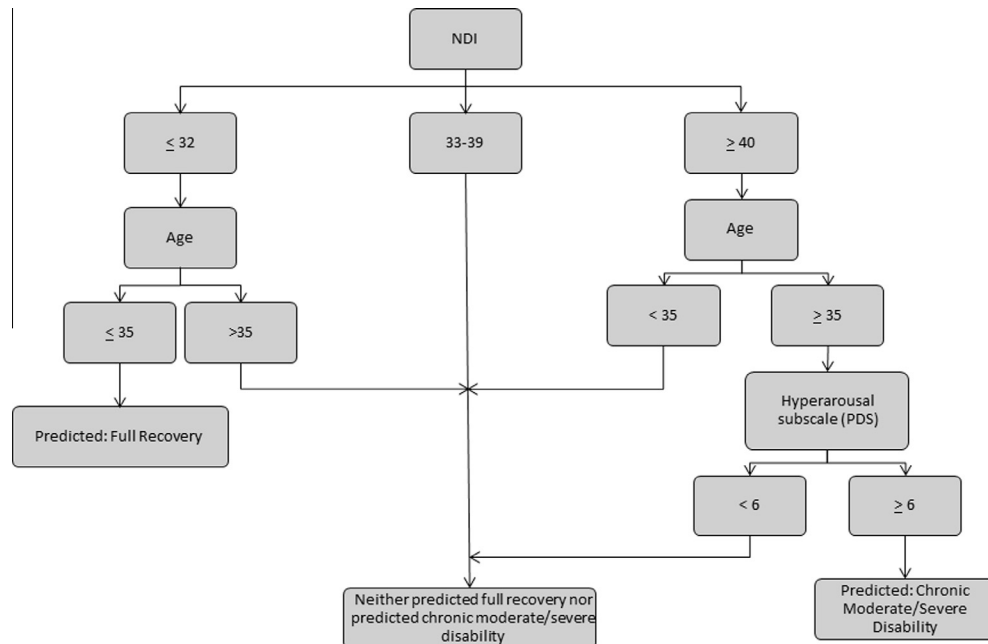 NDI
≤ 32
33-39
≥ 40
Age
Age
≤ 35
>35
< 35
≥ 35
Hyperarousal
subscale (PDS)
Predicted: Full Recovery
< 6
≥ 6
Neither predicted full recovery nor
predicted chronic moderate/severe
disability
Predicted: Chronic
Moderate/Severe
Disability